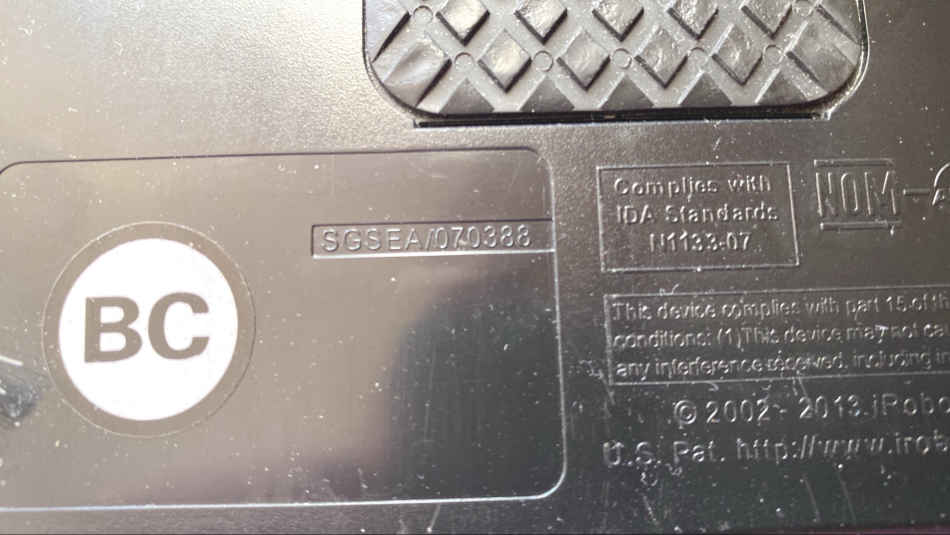 BC
SGSEA/070388
Complies with
IDA Standards
N1133-07
NOM-
This device complies with part 15 of th
conditions: (1) This device may not ca
any interference received, including i
© 2002 - 2013 iRobo
U.S. Pat. http://www.irob